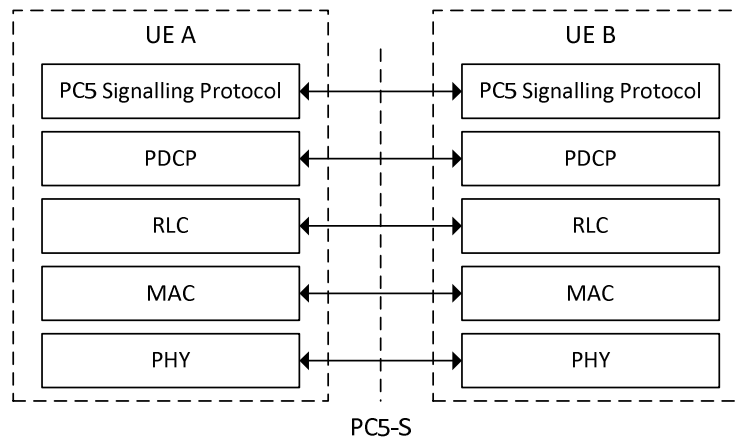 UE A
UE B
PC5 Signalling Protocol
PC5 Signalling Protocol
PDCP
PDCP
RLC
RLC
MAC
MAC
PHY
PHY
PC5-S